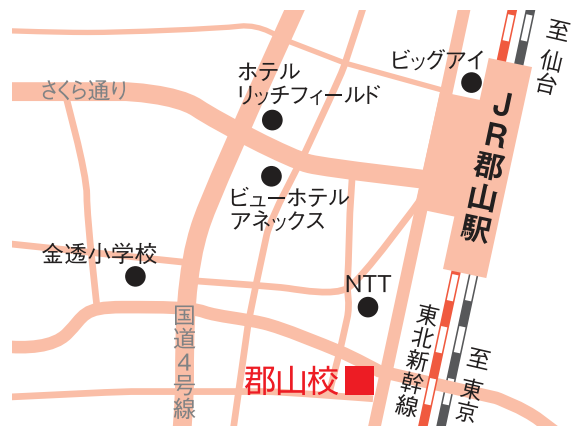 至 仙台
ビッグアイ
ホテル
リッチフィールド
さくら通り
JR郡山駅
ビューホテル
アネックス
金透小学校
NTT
国道4号線
東北新幹線
至 東京
郡山校